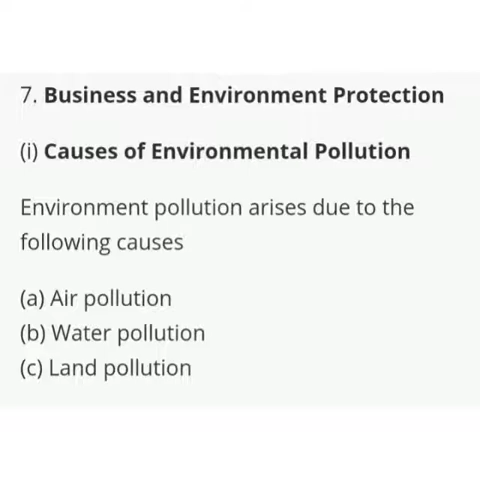 7. Business and Environment Protection
(i) Causes of Environmental Pollution
Environment pollution arises due to the
following causes
(a) Air pollution
(b) Water pollution
(c) Land pollution